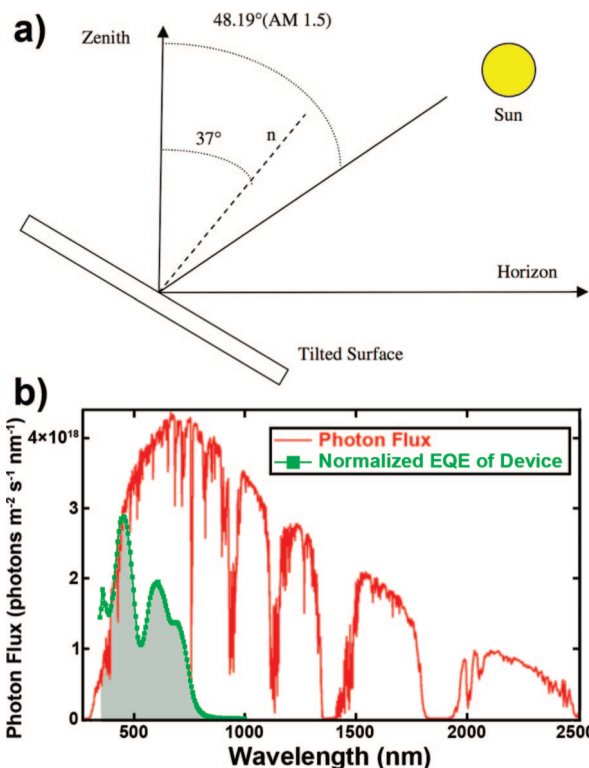 a)
48.19°(AM 1.5)
Zenith
Sun
37°
n
Horizon
Tilted Surface
b)
Photon Flux (photons m⁻² s⁻¹ nm⁻¹)
4×10¹⁸
3
2
1
0
Photon Flux
Normalized EQE of Device
500
1000
1500
2000
2500
Wavelength (nm)